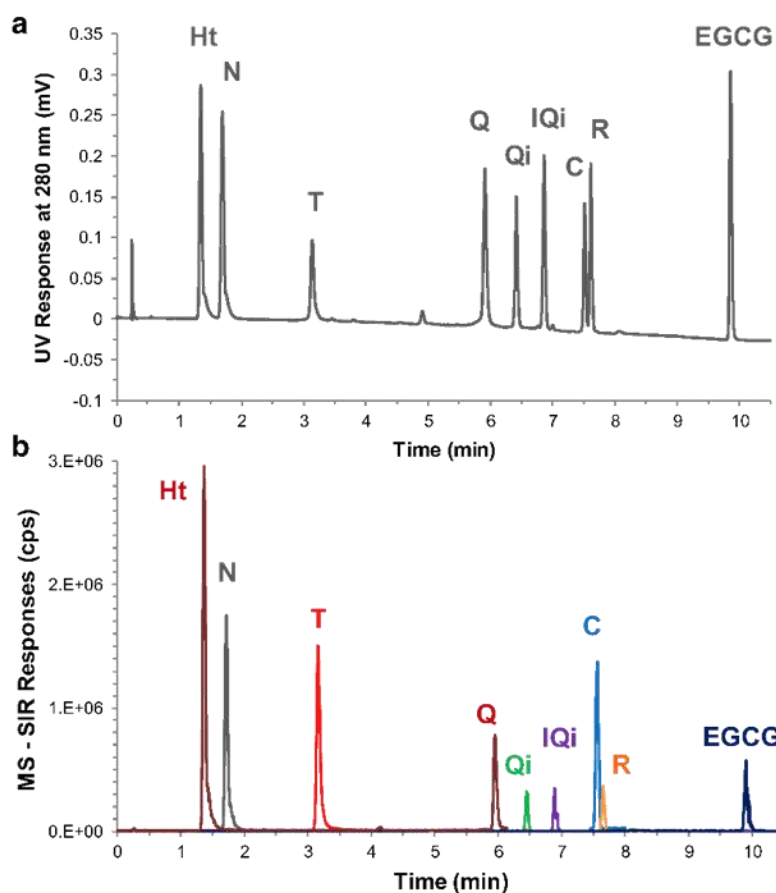 a
Ht
N
T
Q
Qi
IQi
C
R
EGCG
UV Response at 280 nm (mV)
0.35
0.3
0.25
0.2
0.15
0.1
0.05
0
-0.05
-0.1
0 1 2 3 4 5 6 7 8 9 10
Time (min)
b
Ht
N
T
Q
Qi
IQi
C
R
EGCG
MS - SIR Responses (cps)
3.E+06
2.E+06
1.E+06
0.E+00
0 1 2 3 4 5 6 7 8 9 10
Time (min)